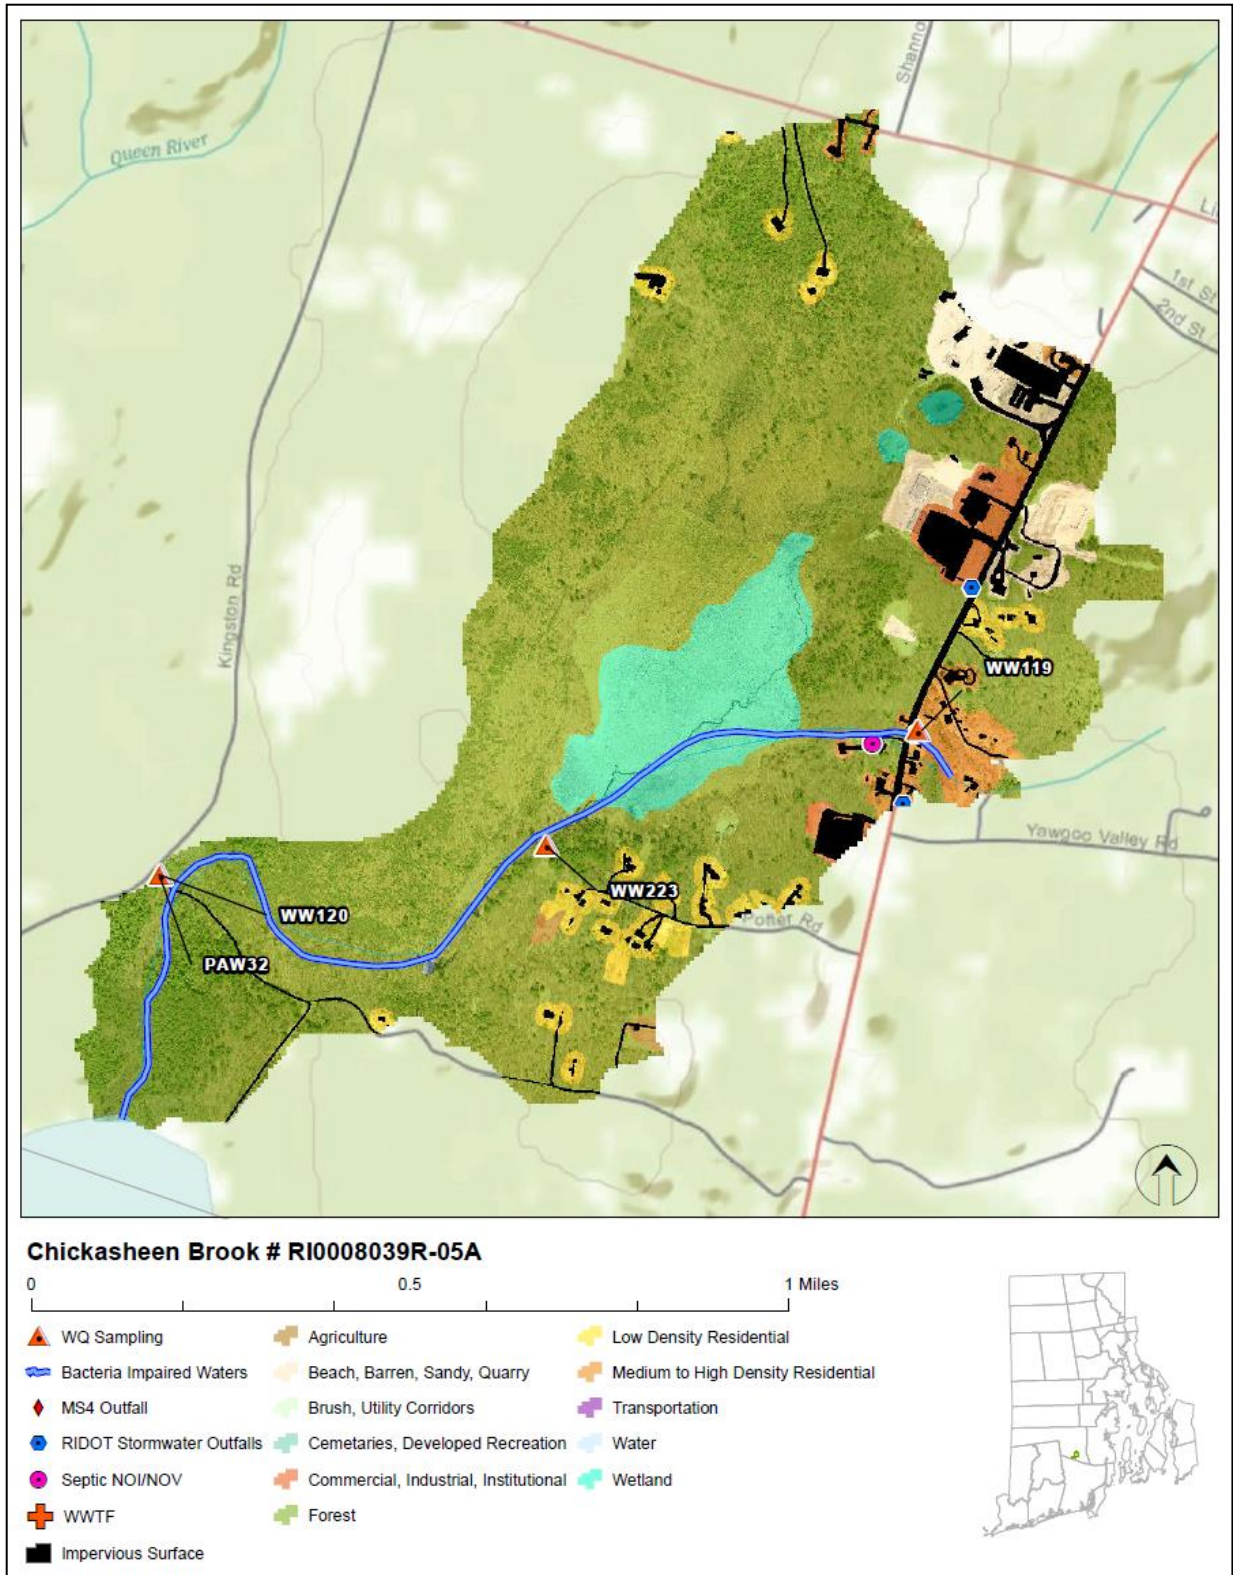 Shanno
Queen River
Li
1st St
2nd St
Kingston Rd
WW119
Yawgoo Valley Rd
WW223
Potter Rd
WW120
PAW32
Chickasheen Brook # RI0008039R-05A
0 0.5 1 Miles
WQ Sampling Agriculture Low Density Residential
Bacteria Impaired Waters Beach, Barren, Sandy, Quarry Medium to High Density Residential
MS4 Outfall Brush, Utility Corridors Transportation
RIDOT Stormwater Outfalls Cemetaries, Developed Recreation Water
Septic NOI/NOV Commercial, Industrial, Institutional Wetland
WWTF Forest
Impervious Surface